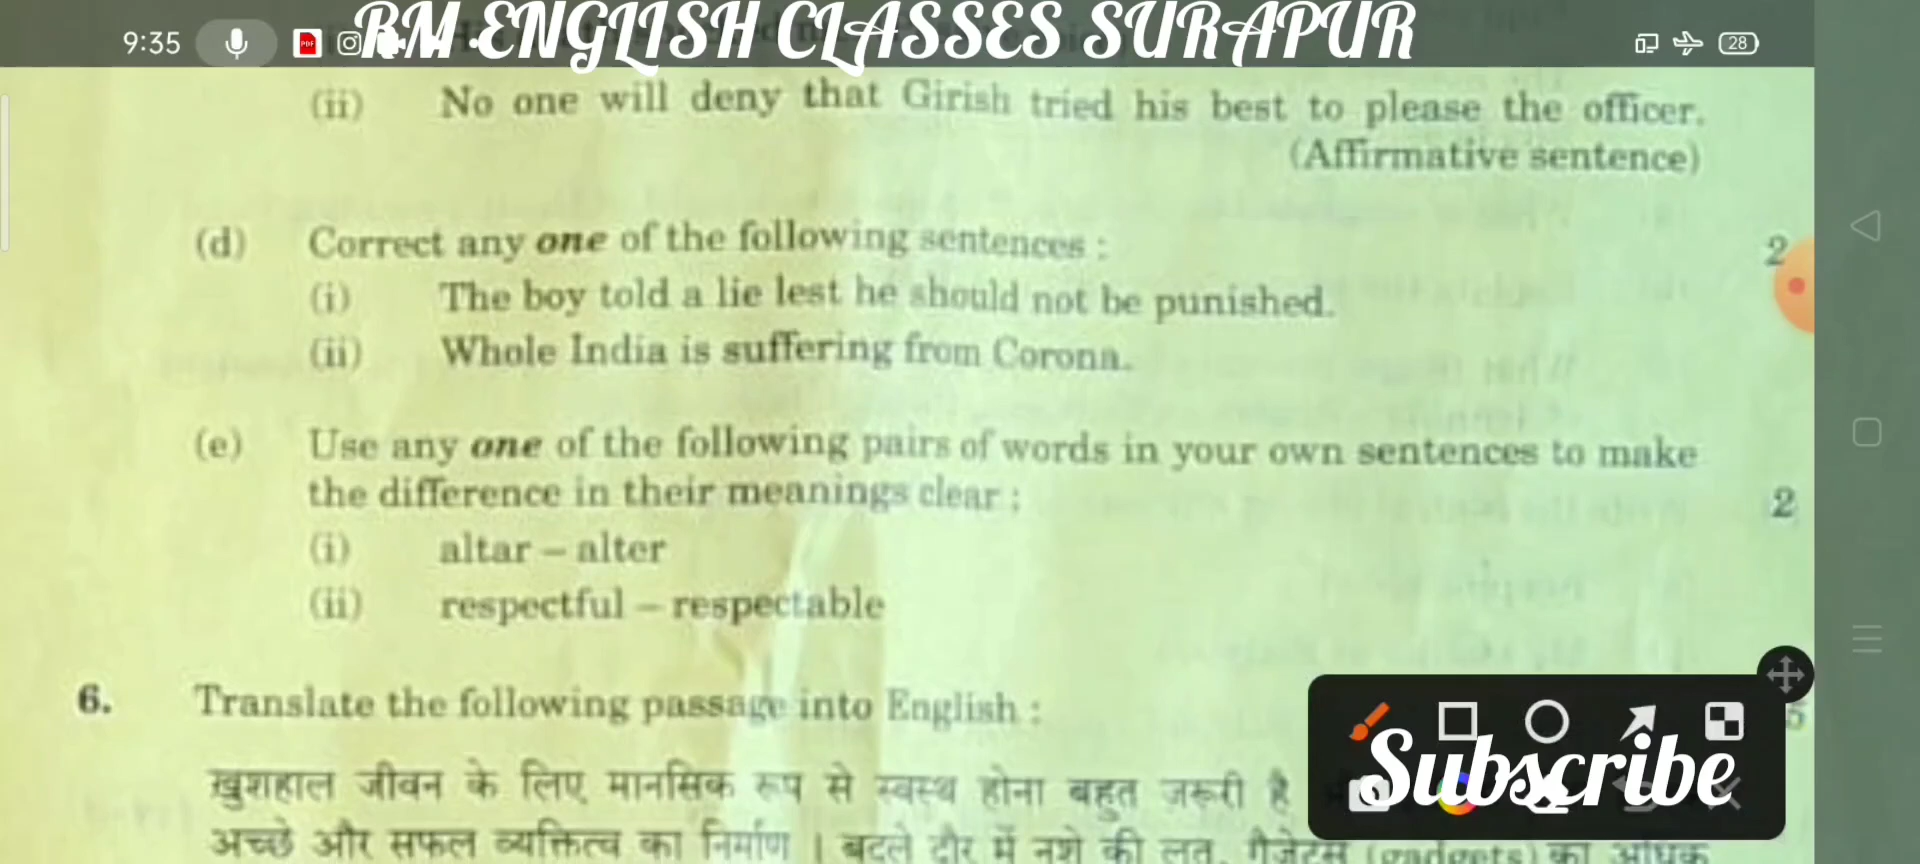 RM ENGLISH CLASSES SURAPUR
9:35
28
(ii) No one will deny that Girish tried his best to please the officer.
(Affirmative sentence)
(d) Correct any one of the following sentences : 2
(i) The boy told a lie lest he should not be punished.
(ii) Whole India is suffering from Corona.
(e) Use any one of the following pairs of words in your own sentences to make
the difference in their meanings clear : 2
(i) altar – alter
(ii) respectful – respectable
6. Translate the following passage into English : 5
ख़ुशहाल जीवन के लिए मानसिक रूप से स्वस्थ होना बहुत जरूरी है
अच्छे और सफल व्यक्तित्व का निर्माण । बदले दौर में नशे की लत, गैजेट्स (gadgets) का अधिक
Subscribe